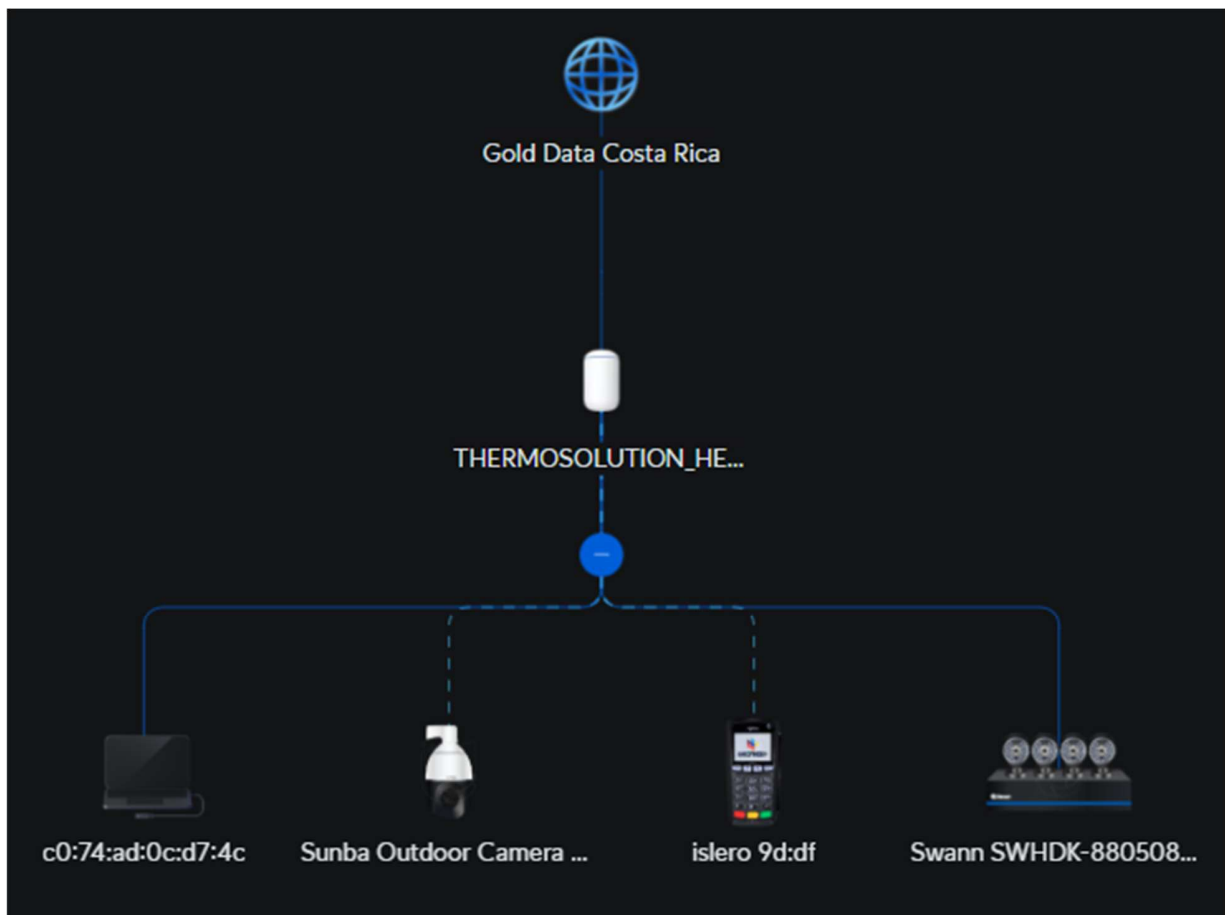 Gold Data Costa Rica
THERMOSOLUTION_HE...
c0:74:ad:0c:d7:4c
Sunba Outdoor Camera ...
islero 9d:df
Swann SWHDK-880508...